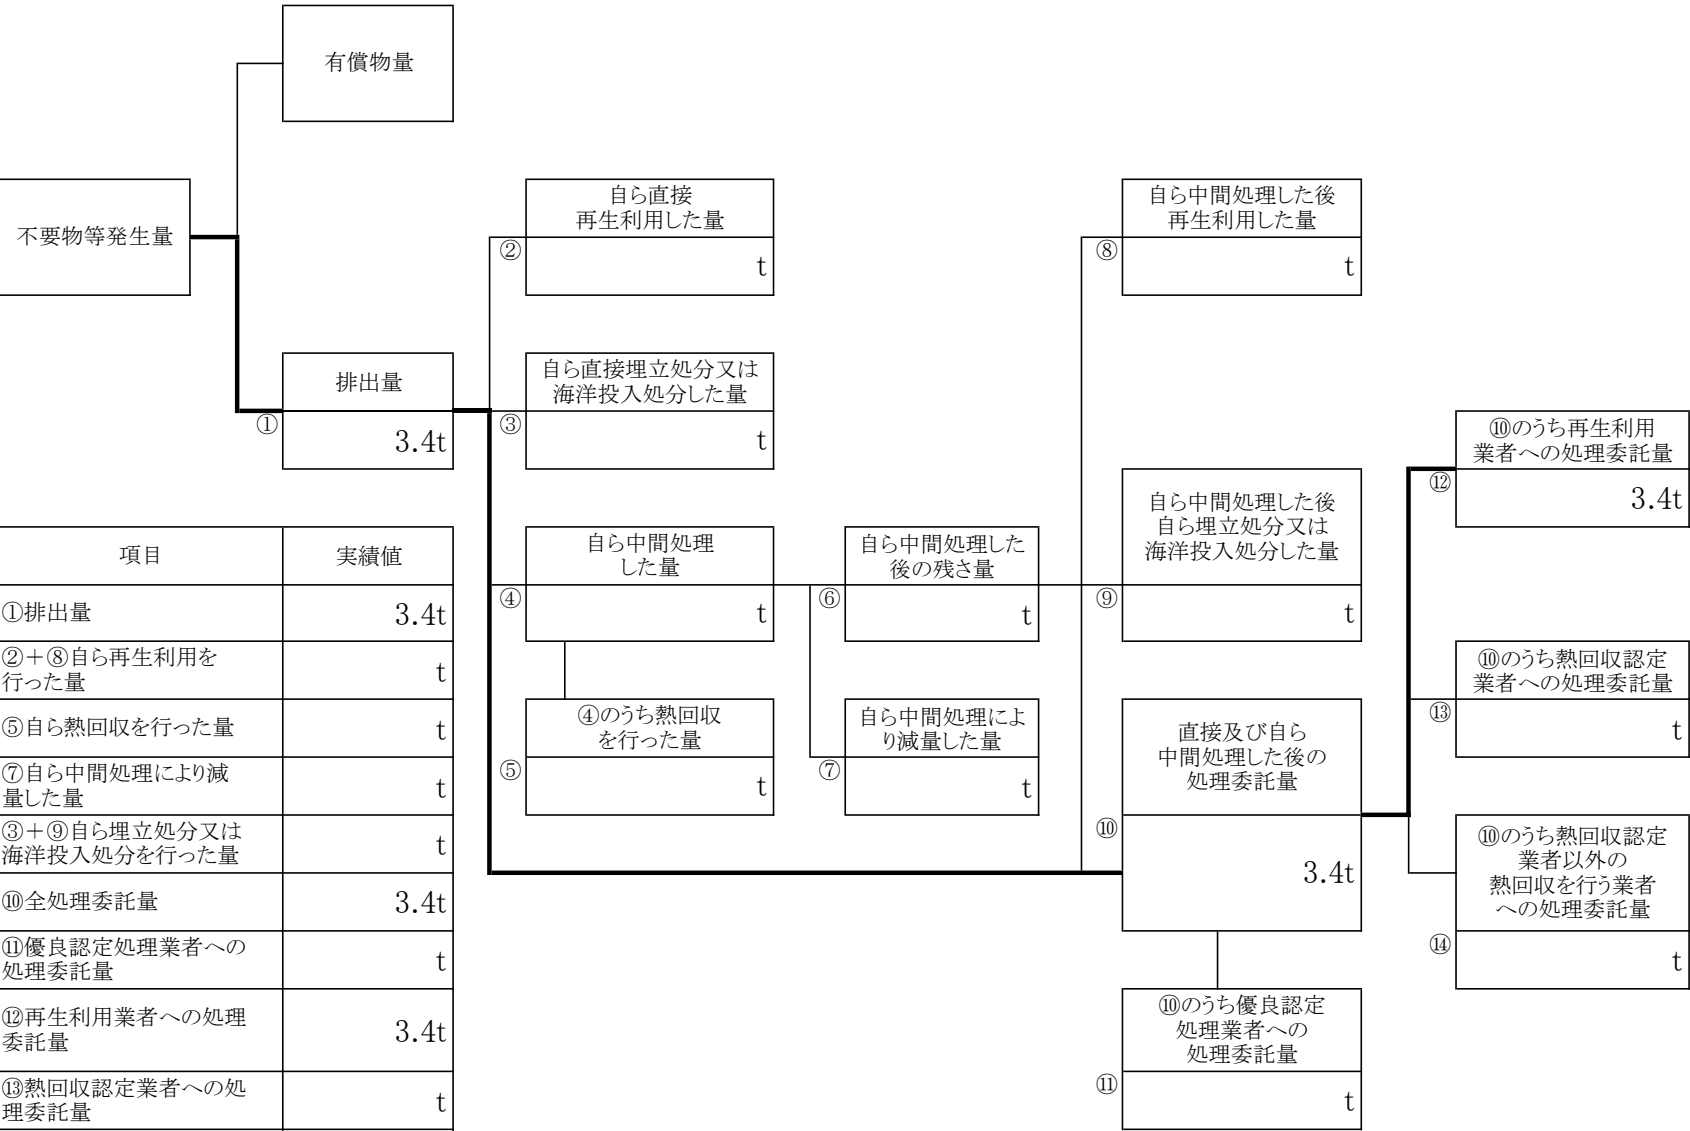 有償物量
不要物等発生量
自ら直接
再生利用した量
②
t
自ら中間処理した後
再生利用した量
⑧
t
排出量
①
3.4t
自ら直接埋立処分又は
海洋投入処分した量
③
t
⑩のうち再生利用
業者への処理委託量
⑫
3.4t
自ら中間処理
した量
④
t
自ら中間処理した
後の残さ量
⑥
t
自ら中間処理した後
自ら埋立処分又は
海洋投入処分した量
⑨
t
④のうち熱回収
を行った量
⑤
t
自ら中間処理によ
り減量した量
⑦
t
直接及び自ら
中間処理した後の
処理委託量
⑩
3.4t
⑩のうち熱回収認定
業者への処理委託量
⑬
t
⑩のうち熱回収認定
業者以外の
熱回収を行う業者
への処理委託量
⑭
t
⑩のうち優良認定
処理業者への
処理委託量
⑪
t
項目
実績値
①排出量
3.4t
②+⑧自ら再生利用を
行った量
t
⑤自ら熱回収を行った量
t
⑦自ら中間処理により減
量した量
t
③+⑨自ら埋立処分又は
海洋投入処分を行った量
t
⑩全処理委託量
3.4t
⑪優良認定処理業者への
処理委託量
t
⑫再生利用業者への処理
委託量
3.4t
⑬熱回収認定業者への処
理委託量
t